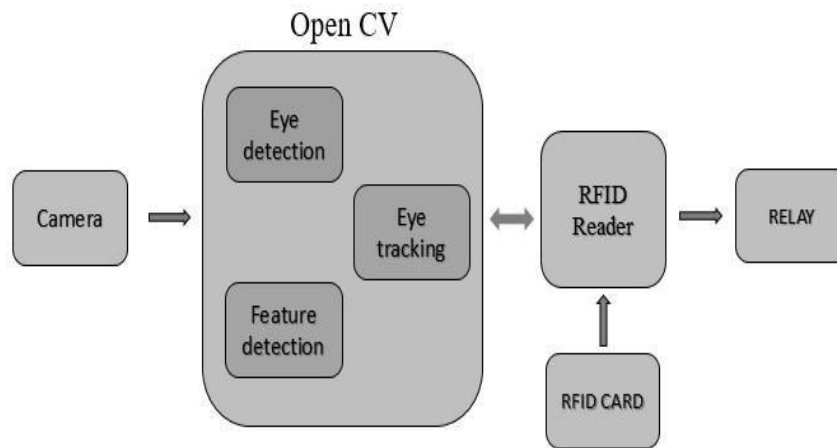 Open CV
Eye
detection
Camera
Eye
tracking
Feature
detection
RFID
Reader
RELAY
RFID CARD